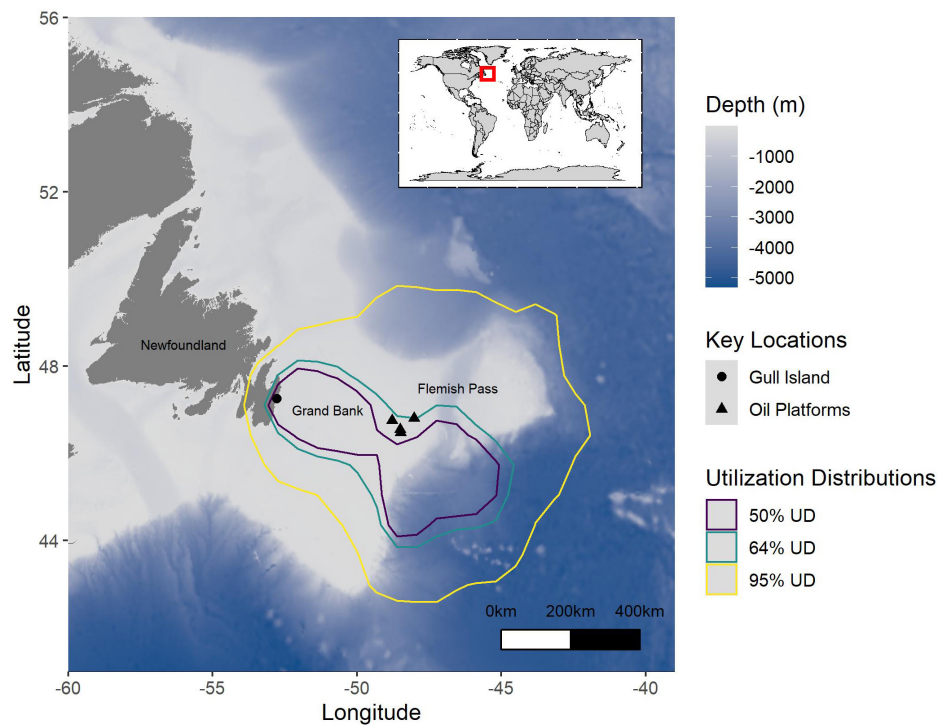 56
52
48
44
Latitude
-60
-55
-50
-45
-40
Longitude
Newfoundland
Grand Bank
Flemish Pass
0km 200km 400km
Depth (m)
-1000
-2000
-3000
-4000
-5000
Key Locations
Gull Island
Oil Platforms
Utilization Distributions
50% UD
64% UD
95% UD